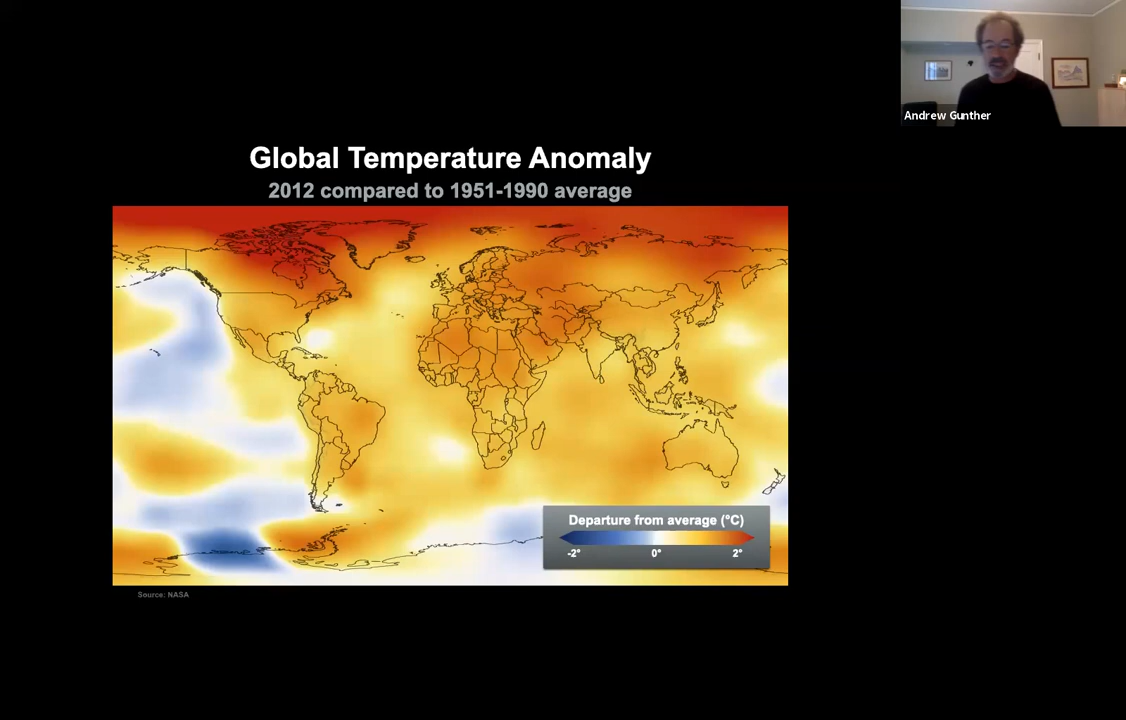 Andrew Gunther
Global Temperature Anomaly
2012 compared to 1951-1990 average
Departure from average (°C)
-2° 0° 2°
Source: NASA